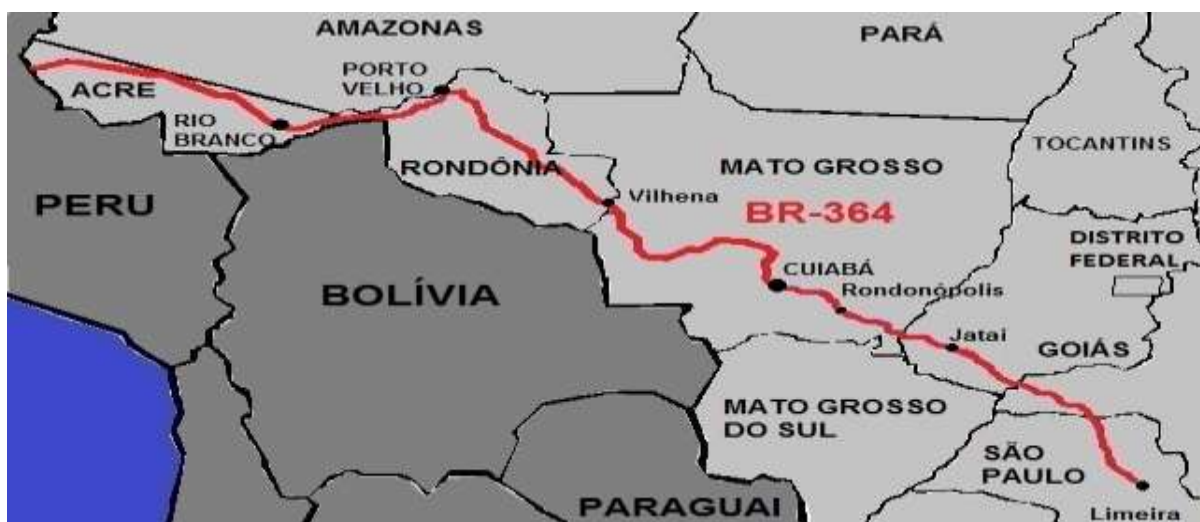 AMAZONAS
PARÁ
PORTO
VELHO
ACRE
RIO
BRANCO
TOCANTINS
RONDÔNIA
MATO GROSSO
PERU
Vilhena
BR-364
DISTRITO
FEDERAL
CUIABÁ
BOLÍVIA
Rondonópolis
Jatai
GOIÁS
MATO GROSSO
DO SUL
SÃO
PAULO
PARAGUAI
Limeira